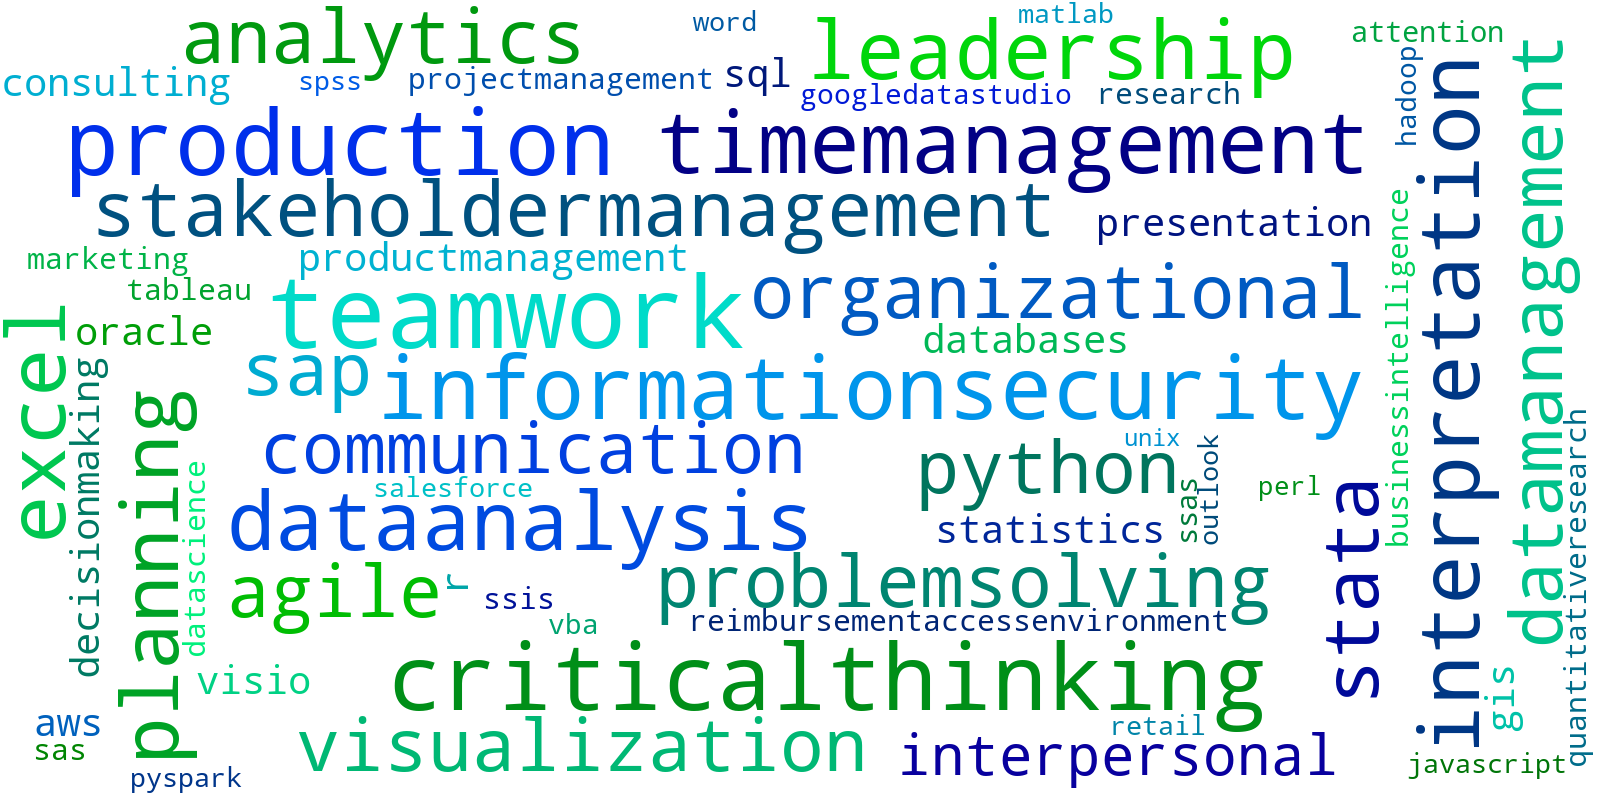 analytics
word
matlab
leadership
attention
consulting
spss
projectmanagement
sql
googledatastudio
research
hadoop
production
timemanagement
interpretation
datamanagement
stakeholdermanagement
presentation
businessintelligence
marketing
productmanagement
tableau
teamwork
organizational
excel
oracle
databases
sap
informationsecurity
decisionmaking
planning
communication
python
unix
outlook
quantitativeresearch
datascience
salesforce
ssas
perl
stata
dataanalysis
statistics
agile
r
ssis
problemsolving
vba
reimbursementaccessenvironment
criticalthinking
visio
gis
aws
retail
sas
visualization
interpersonal
javascript
pyspark